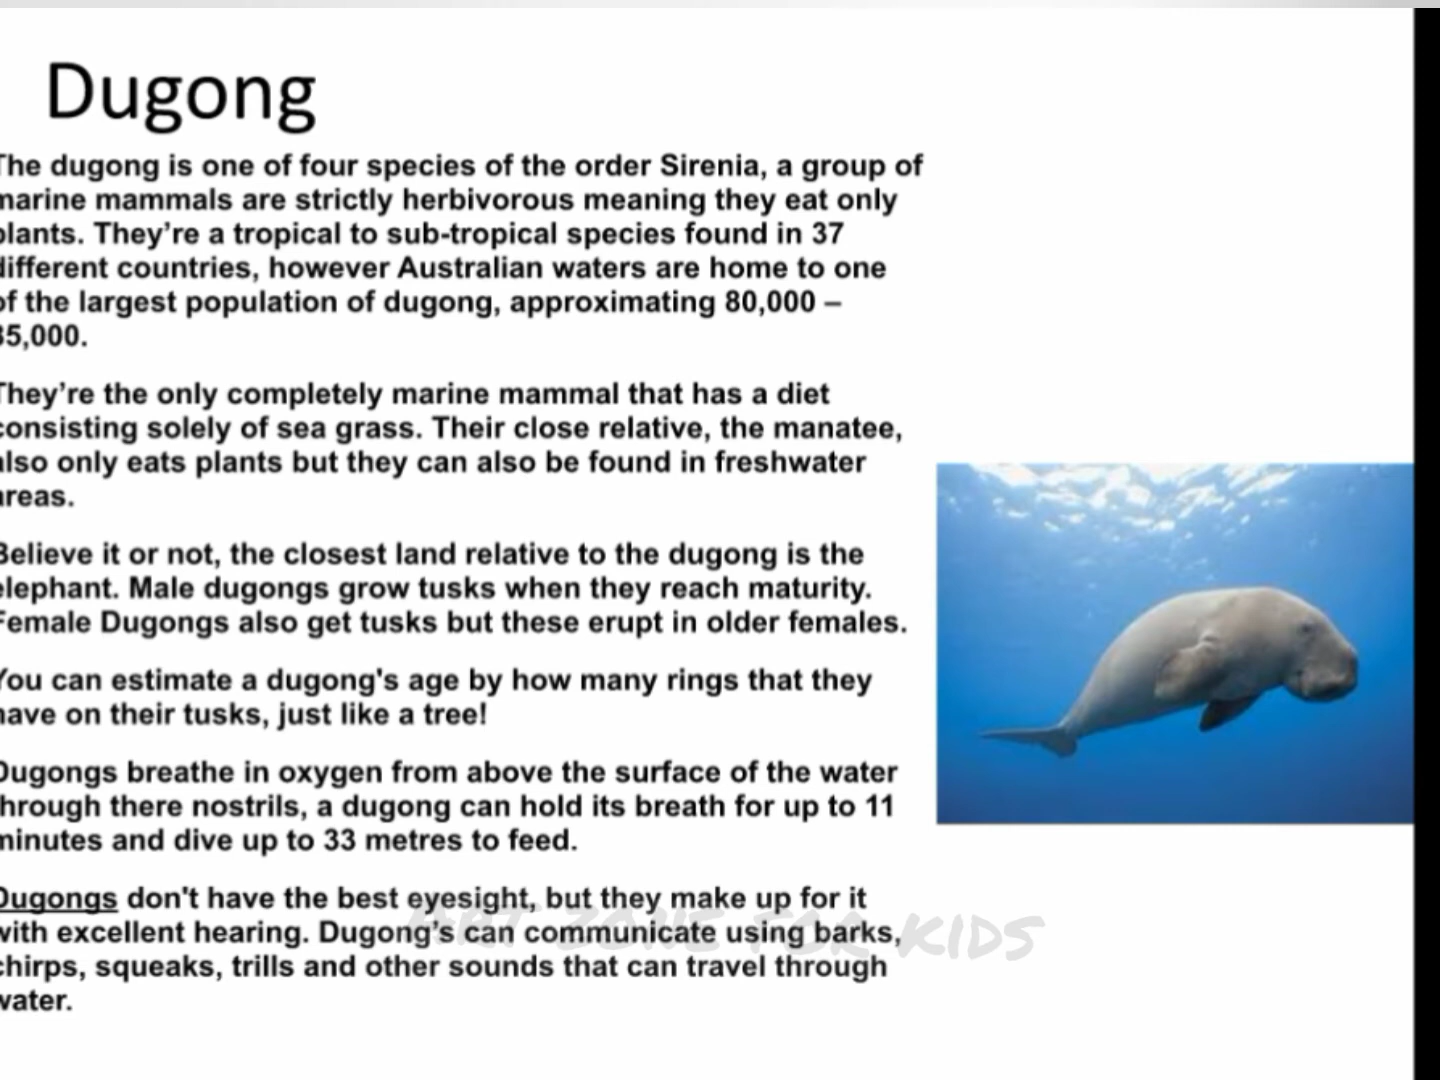 Dugong
The dugong is one of four species of the order Sirenia, a group of
marine mammals are strictly herbivorous meaning they eat only
plants. They’re a tropical to sub-tropical species found in 37
different countries, however Australian waters are home to one
of the largest population of dugong, approximating 80,000 –
85,000.
They’re the only completely marine mammal that has a diet
consisting solely of sea grass. Their close relative, the manatee,
also only eats plants but they can also be found in freshwater
areas.
Believe it or not, the closest land relative to the dugong is the
elephant. Male dugongs grow tusks when they reach maturity.
Female Dugongs also get tusks but these erupt in older females.
You can estimate a dugong's age by how many rings that they
have on their tusks, just like a tree!
Dugongs breathe in oxygen from above the surface of the water
through there nostrils, a dugong can hold its breath for up to 11
minutes and dive up to 33 metres to feed.
Dugongs don't have the best eyesight, but they make up for it
with excellent hearing. Dugong’s can communicate using barks,
chirps, squeaks, trills and other sounds that can travel through
water.
ART ZONE FOR KIDS